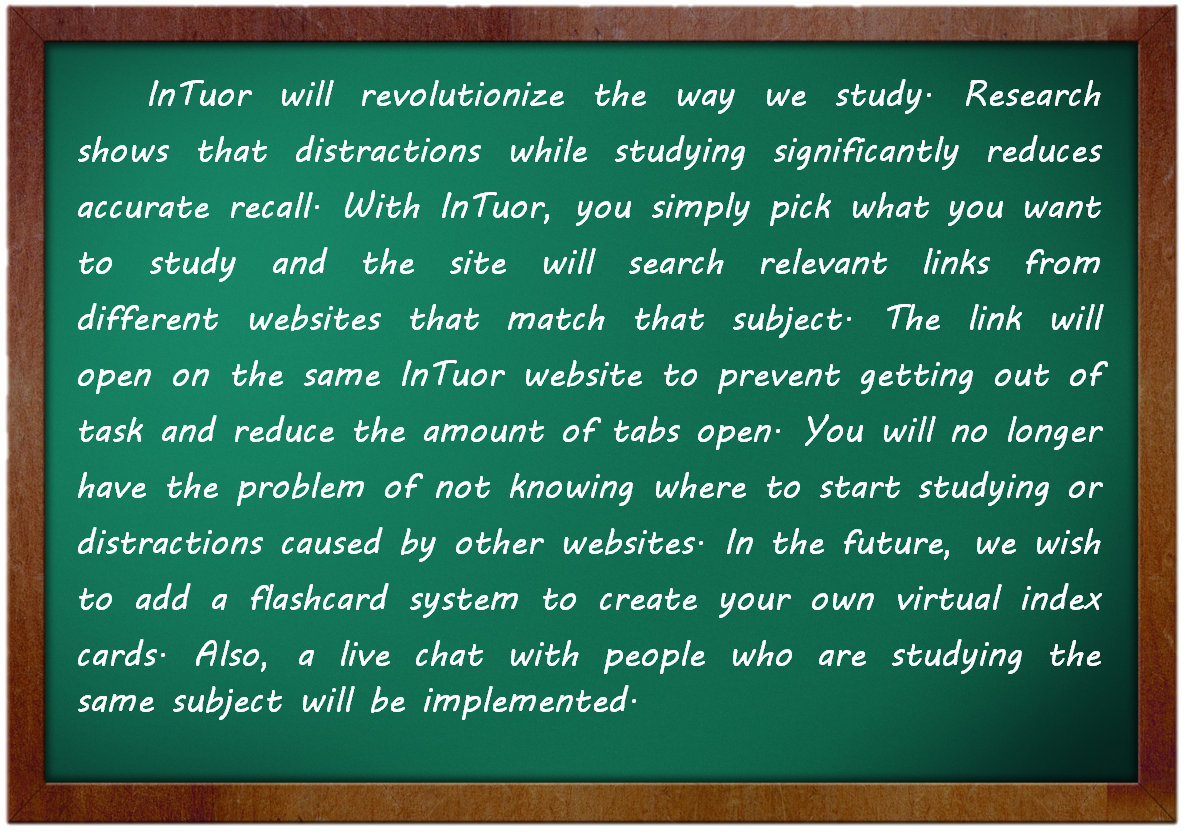 InTuor will revolutionize the way we study. Research
shows that distractions while studying significantly reduces
accurate recall. With InTuor, you simply pick what you want
to study and the site will search relevant links from
different websites that match that subject. The link will
open on the same InTuor website to prevent getting out of
task and reduce the amount of tabs open. You will no longer
have the problem of not knowing where to start studying or
distractions caused by other websites. In the future, we wish
to add a flashcard system to create your own virtual index
cards. Also, a live chat with people who are studying the
same subject will be implemented.